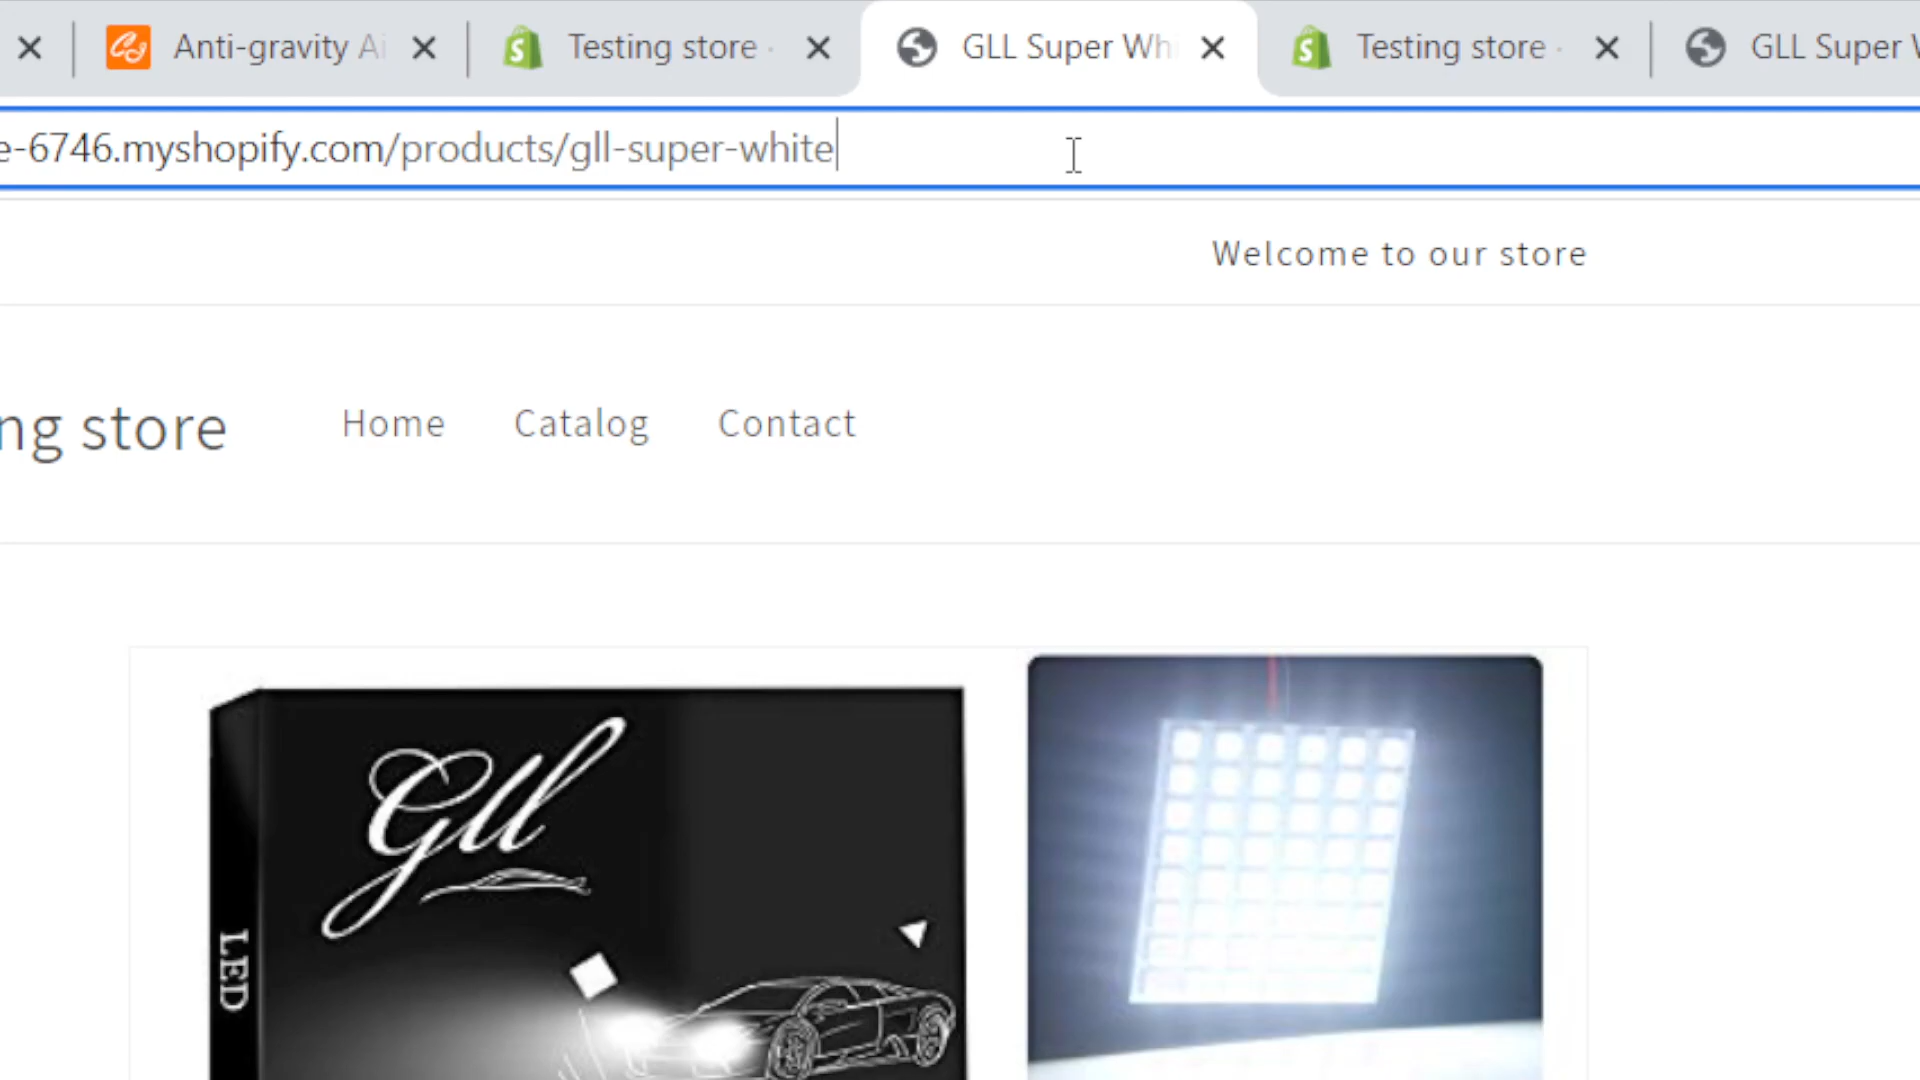 Anti-gravity Ai
Testing store ·
GLL Super Whi
Testing store ·
GLL Super
e-6746.myshopify.com/products/gll-super-white
Welcome to our store
ng store
Home
Catalog
Contact
Gll
LED